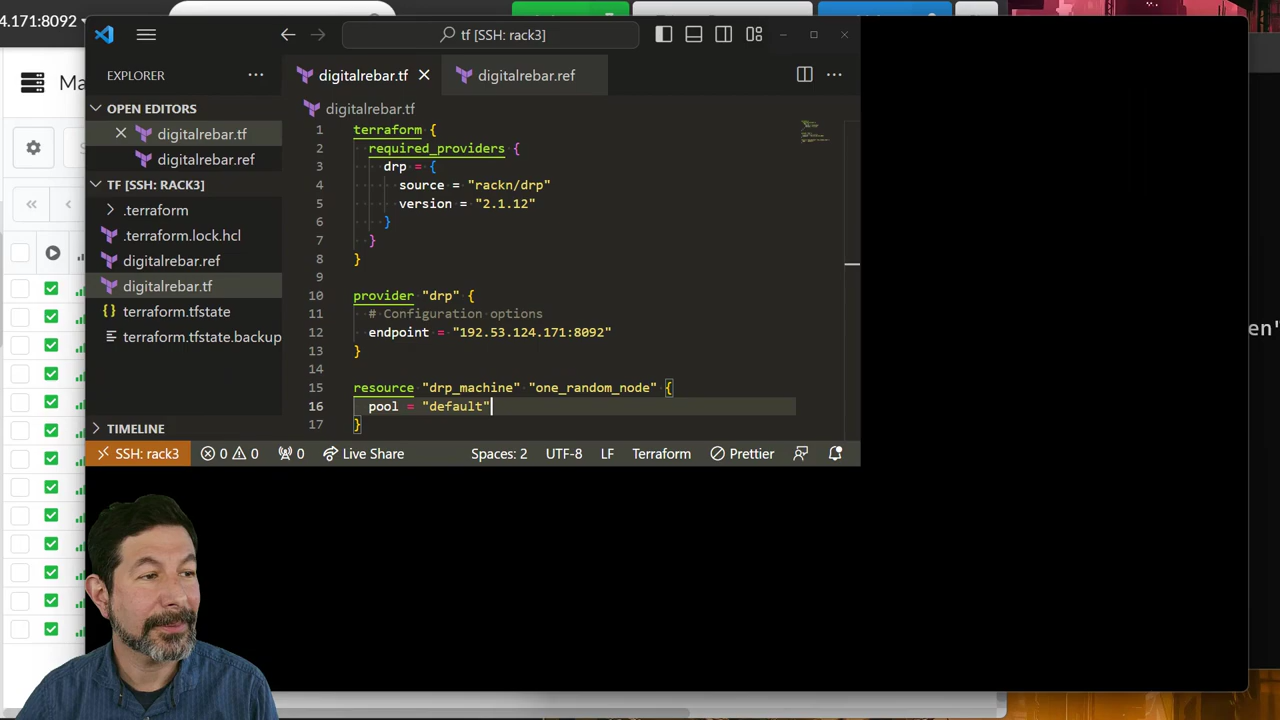 4.171:8092
Ma
tf [SSH: rack3]
EXPLORER
OPEN EDITORS
digitalrebar.tf
digitalrebar.ref
TF [SSH: RACK3]
.terraform
.terraform.lock.hcl
digitalrebar.ref
digitalrebar.tf
terraform.tfstate
terraform.tfstate.backup
TIMELINE
digitalrebar.tf
digitalrebar.ref
digitalrebar.tf
1 terraform {
2 required_providers {
3 drp = {
4 source = "rackn/drp"
5 version = "2.1.12"
6 }
7 }
8 }
9
10 provider "drp" {
11 # Configuration options
12 endpoint = "192.53.124.171:8092"
13 }
14
15 resource "drp_machine" "one_random_node" {
16 pool = "default"
17 }
SSH: rack3 0 0 0 Live Share Spaces: 2 UTF-8 LF Terraform Prettier
en"